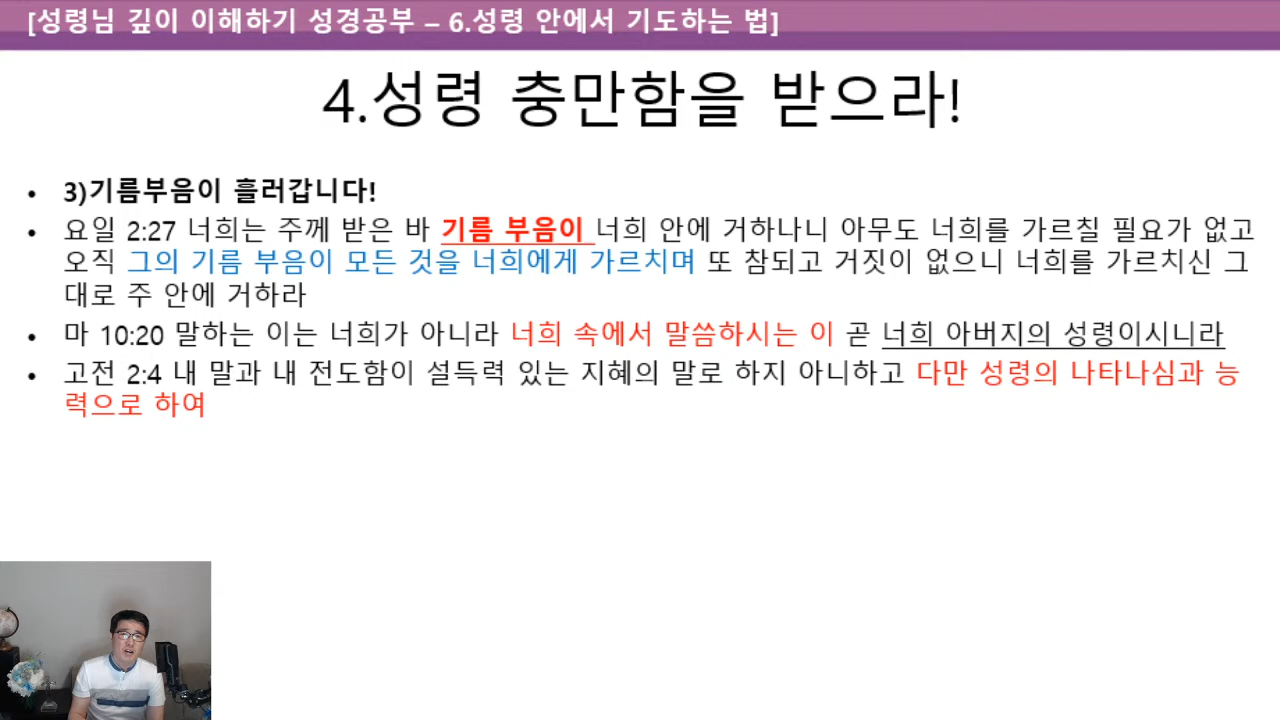 [성령님 깊이 이해하기 성경공부 – 6.성령 안에서 기도하는 법]
4.성령 충만함을 받으라!
• 3)기름부음이 흘러갑니다!
• 요일 2:27 너희는 주께 받은 바 기름 부음이 너희 안에 거하나니 아무도 너희를 가르칠 필요가 없고
오직 그의 기름 부음이 모든 것을 너희에게 가르치며 또 참되고 거짓이 없으니 너희를 가르치신 그
대로 주 안에 거하라
• 마 10:20 말하는 이는 너희가 아니라 너희 속에서 말씀하시는 이 곧 너희 아버지의 성령이시니라
• 고전 2:4 내 말과 내 전도함이 설득력 있는 지혜의 말로 하지 아니하고 다만 성령의 나타나심과 능
력으로 하여